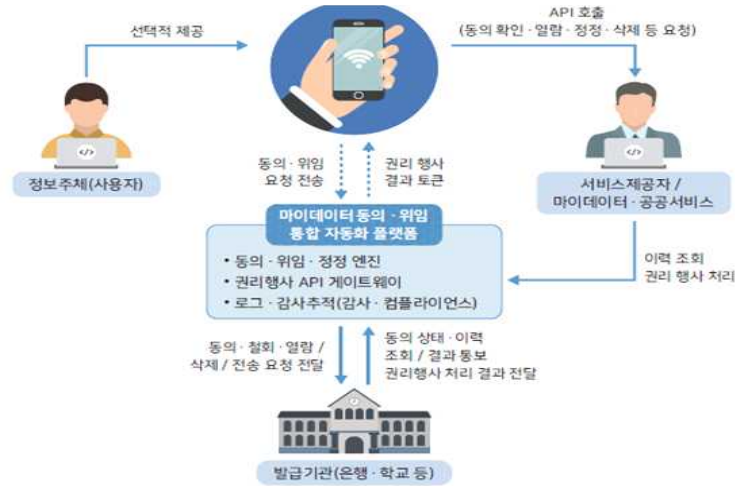 선택적 제공
API 호출
(동의 확인 · 열람 · 정정 · 삭제 등 요청)
정보주체(사용자)
동의 · 위임
요청 전송
권리 행사
결과 토큰
서비스제공자 /
마이데이터 · 공공서비스
마이데이터 동의 · 위임
통합 자동화 플랫폼
• 동의 · 위임 · 정정 엔진
• 권리행사 API 게이트웨이
• 로그 · 감사추적(감사 · 컴플라이언스)
이력 조회
권리 행사 처리
동의 · 철회 · 열람 /
삭제 / 전송 요청 전달
동의 상태 · 이력
조회 / 결과 통보
권리행사 처리 결과 전달
발급기관(은행 · 학교 등)